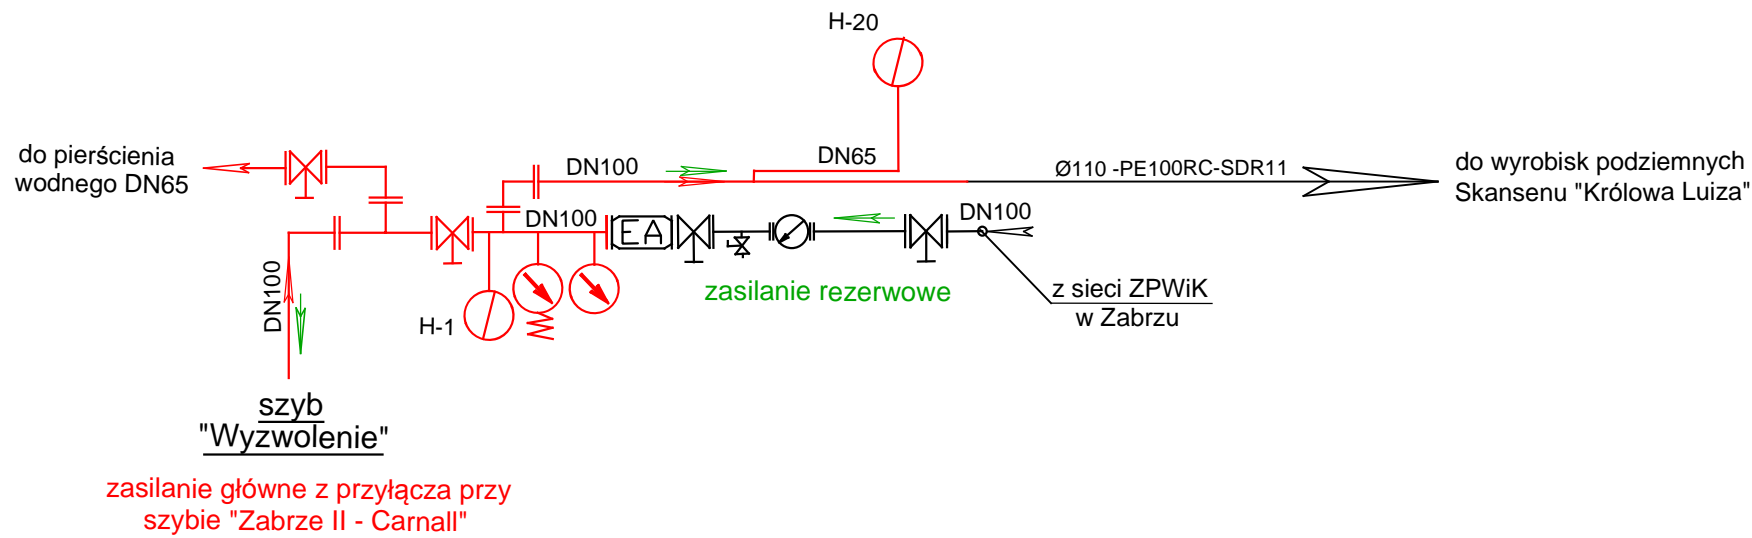 H-20
do pierścienia
wodnego DN65
DN100
DN65
Ø110 -PE100RC-SDR11
do wyrobisk podziemnych
Skansenu "Królowa Luiza"
DN100
EA
DN100
DN100
H-1
zasilanie rezerwowe
z sieci ZPWiK
w Zabrzu
szyb
"Wyzwolenie"
zasilanie główne z przyłącza przy
szybie "Zabrze II - Carnall"